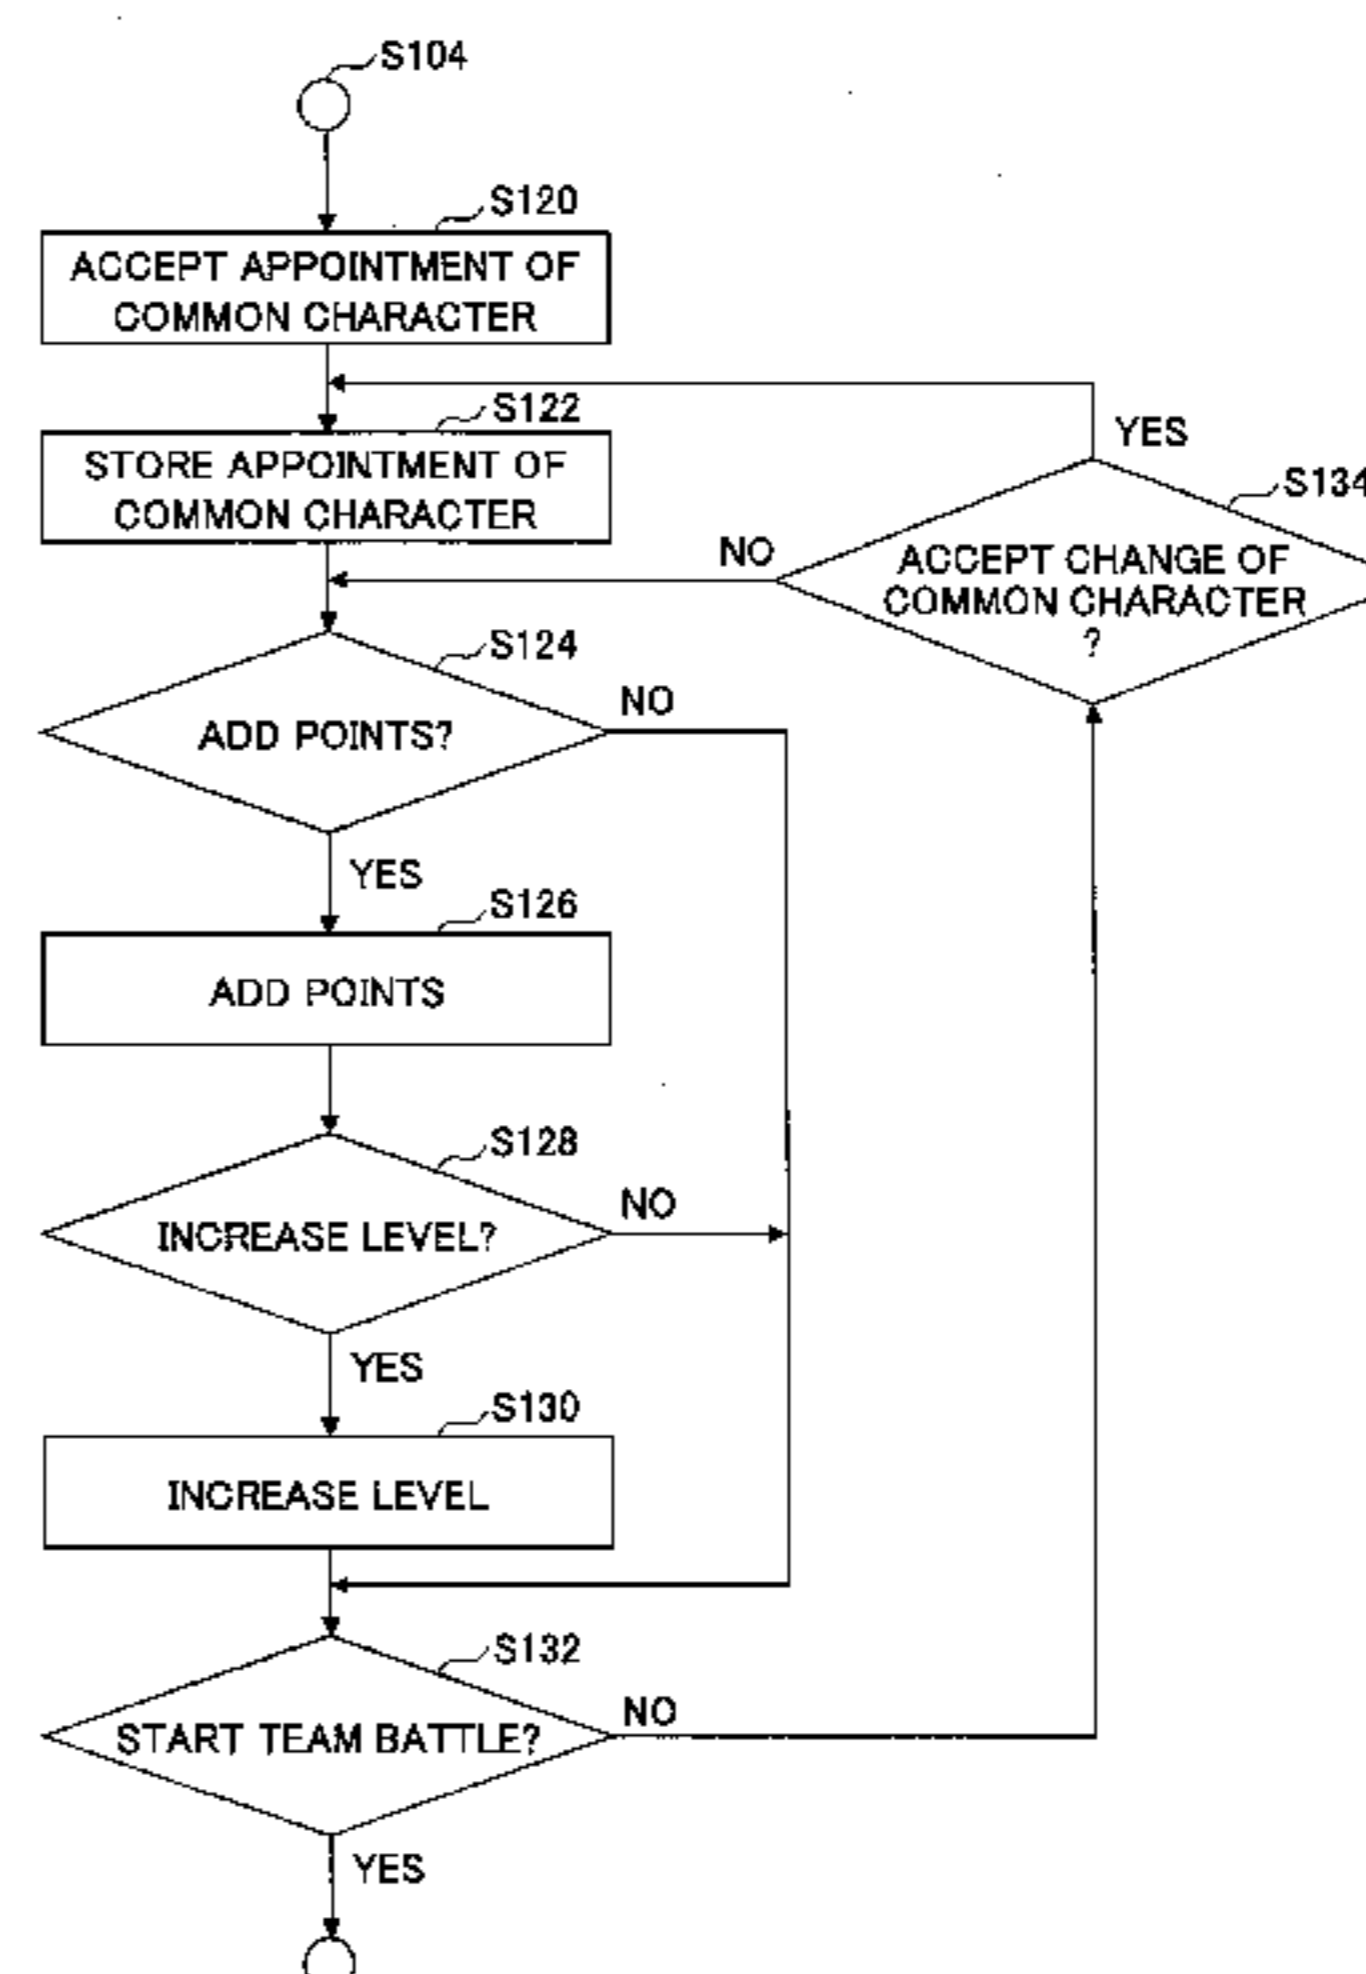 S104
S120
ACCEPT APPOINTMENT OF
COMMON CHARACTER
S122
STORE APPOINTMENT OF
COMMON CHARACTER
YES
S134
NO
ACCEPT CHANGE OF
COMMON CHARACTER
?
S124
NO
ADD POINTS?
YES
S126
ADD POINTS
S128
NO
INCREASE LEVEL?
YES
S130
INCREASE LEVEL
S132
NO
START TEAM BATTLE?
YES